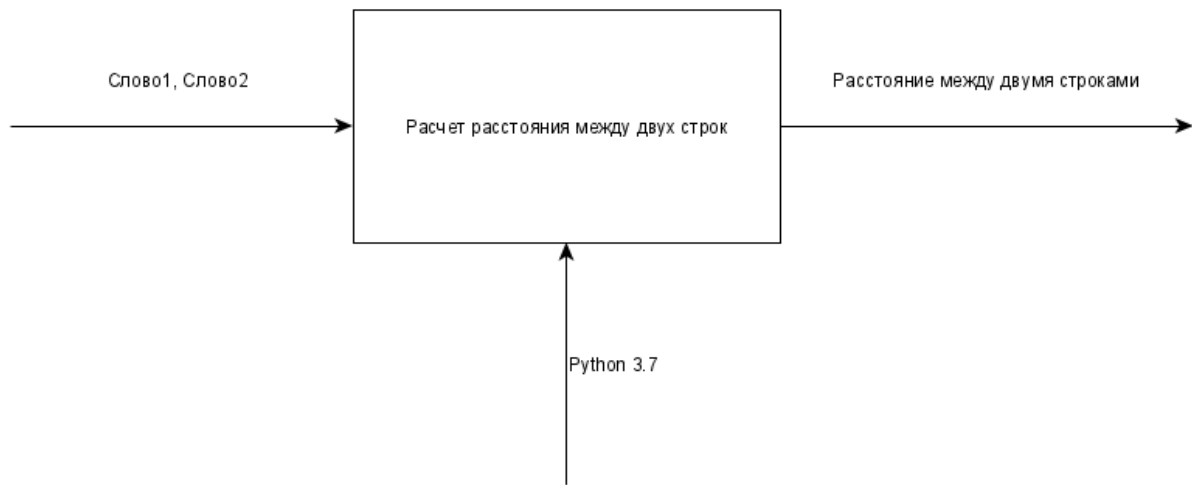 Слово1, Слово2
Расстояние между двумя строками
Расчет расстояния между двух строк
Python 3.7